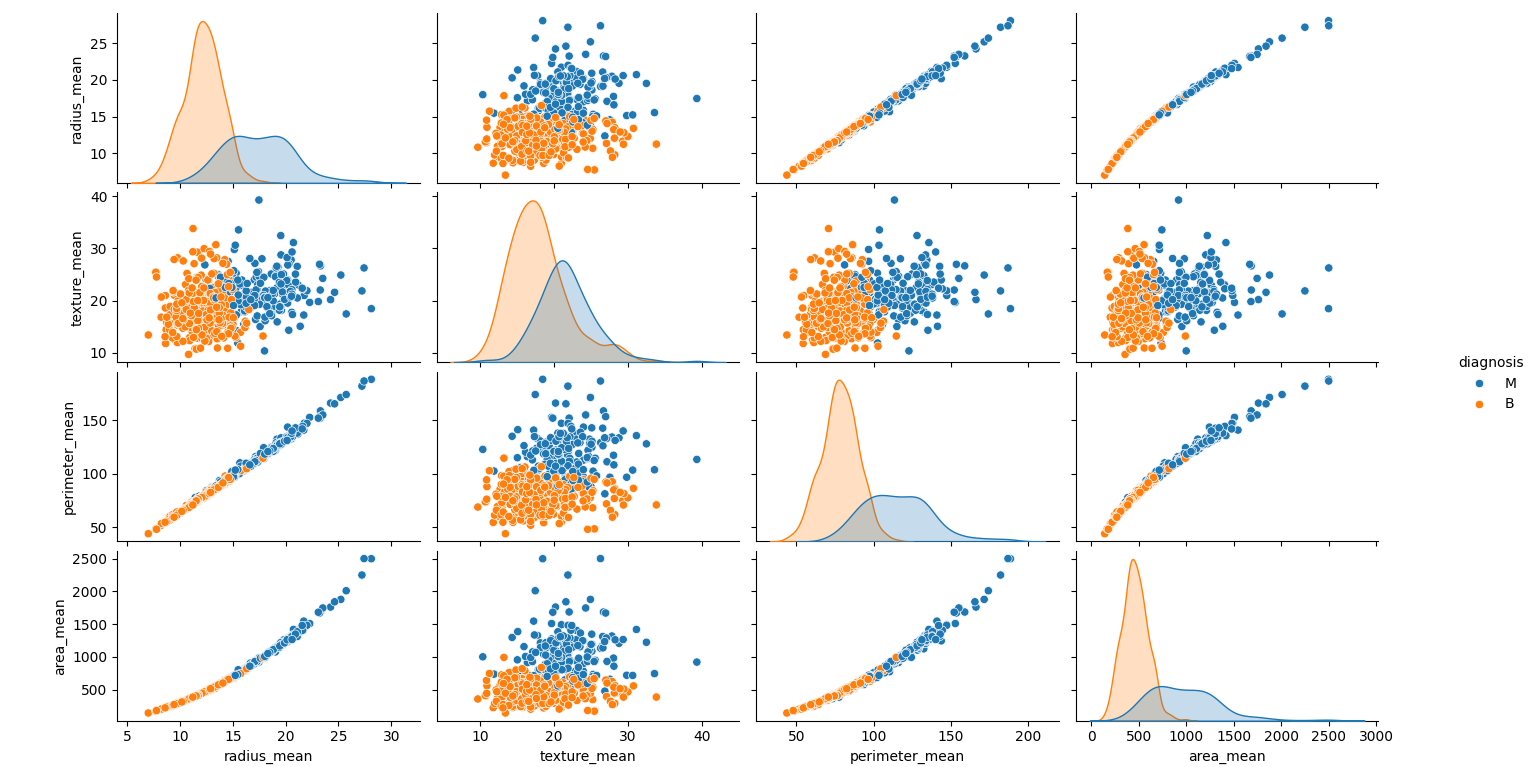 25
20
15
10
radius_mean
40
30
20
10
texture_mean
150
100
50
perimeter_mean
2500
2000
1500
1000
500
area_mean
5 10 15 20 25 30
radius_mean
10 20 30 40
texture_mean
50 100 150 200
perimeter_mean
0 500 1000 1500 2000 2500 3000
area_mean
diagnosis
M
B